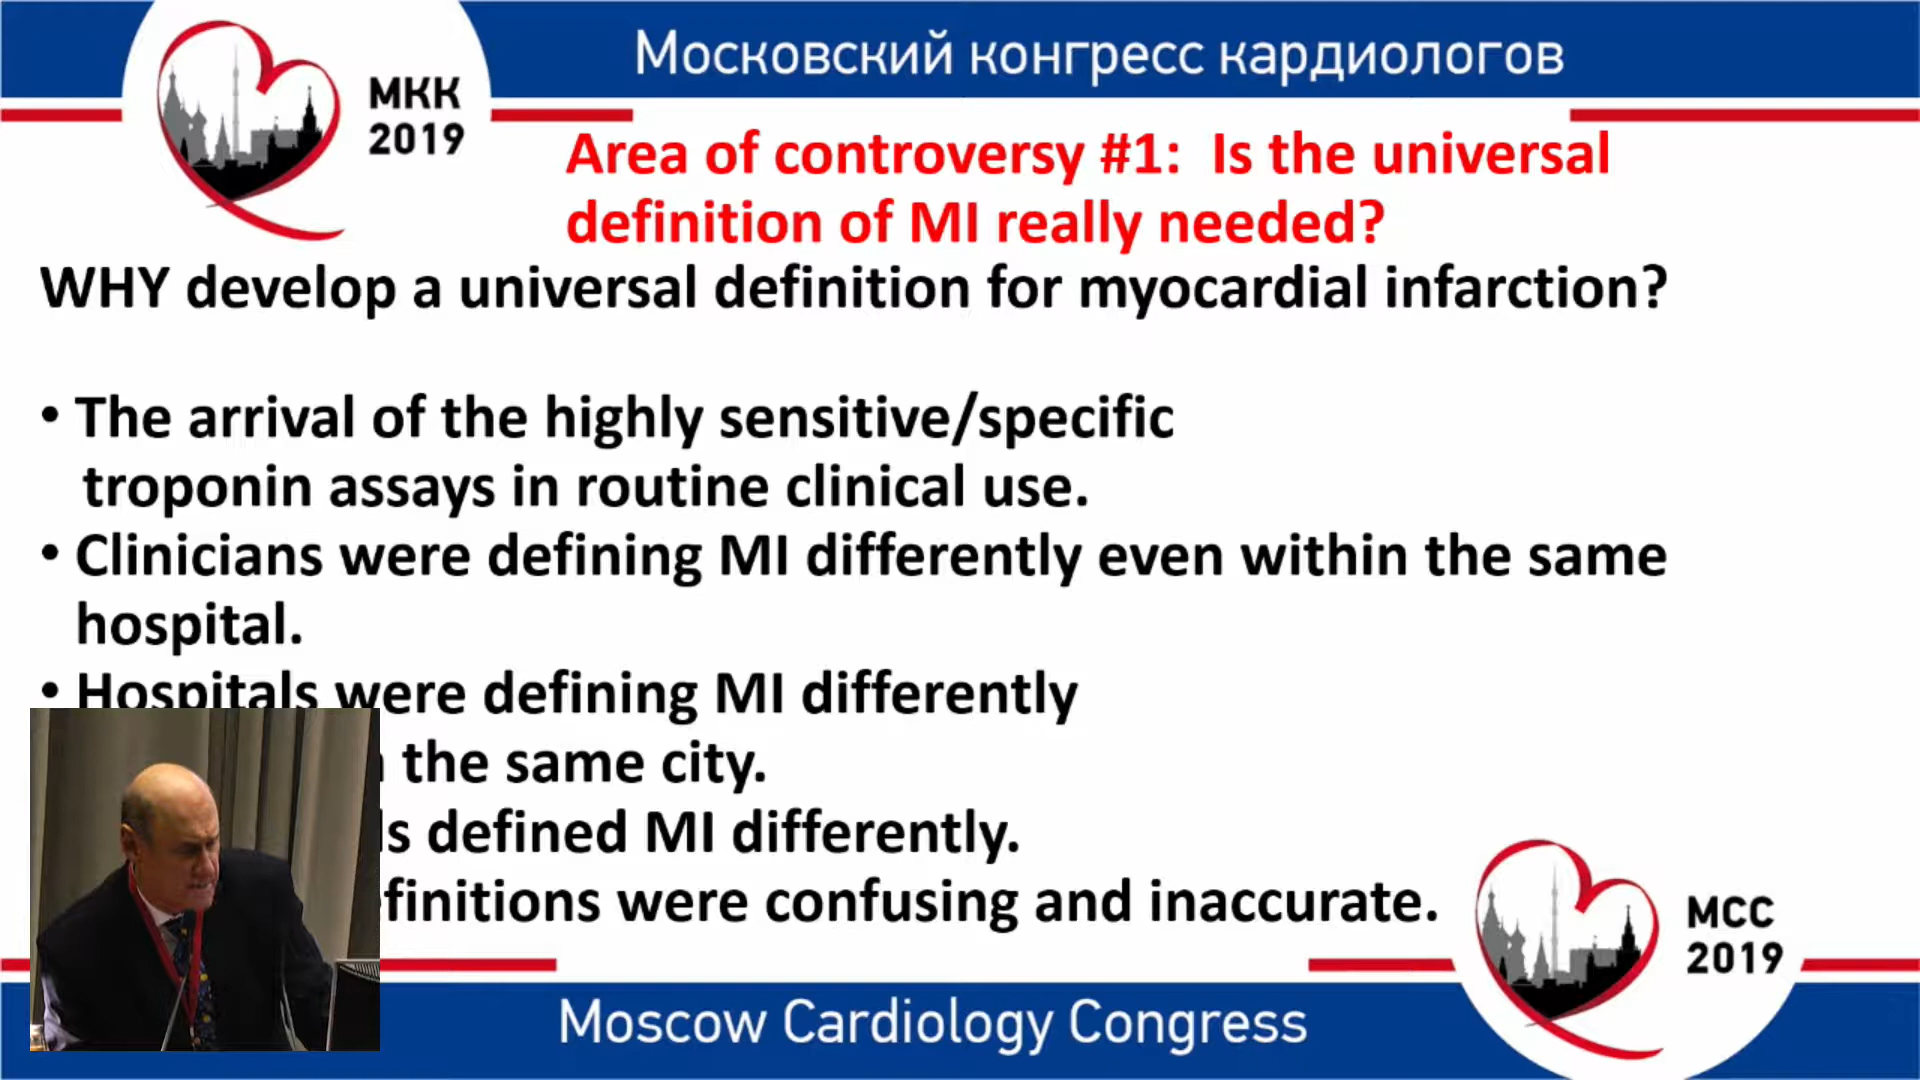 Московский конгресс кардиологов
МКК
2019
Area of controversy #1: Is the universal
definition of MI really needed?
WHY develop a universal definition for myocardial infarction?
• The arrival of the highly sensitive/specific
troponin assays in routine clinical use.
• Clinicians were defining MI differently even within the same
hospital.
• Hospitals were defining MI differently
the same city.
defined MI differently.
were confusing and inaccurate.
MCC
2019
Moscow Cardiology Congress